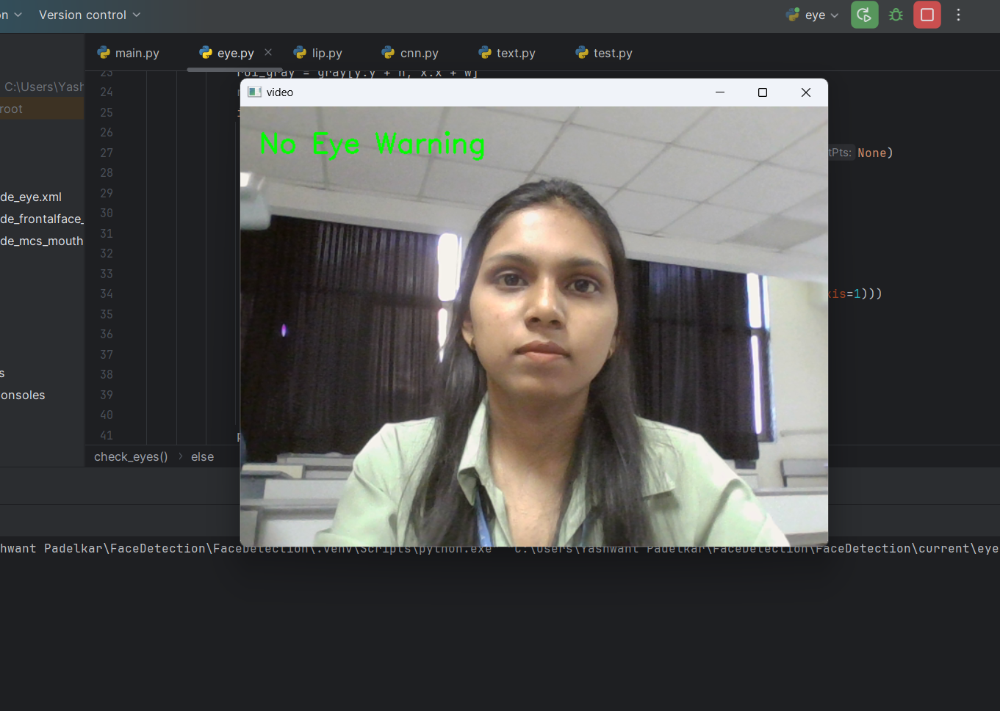 Version control
eye
main.py
eye.py
lip.py
cnn.py
text.py
test.py
23
roi_gray = gray[y:y + h, x:x + w]
C:\Users\Yash
24
root
25
26
27
tPts: None)
28
de_eye.xml
29
de_frontalface_
30
31
de_mcs_mouth
32
33
34
xis=1)))
35
36
37
38
onsoles
39
40
41
check_eyes()
else
video
No Eye Warning
hwant Padelkar\FaceDetection\FaceDetection\.venv\Scripts\python.exe "C:\Users\Yashwant Padelkar\FaceDetection\FaceDetection\current\eye